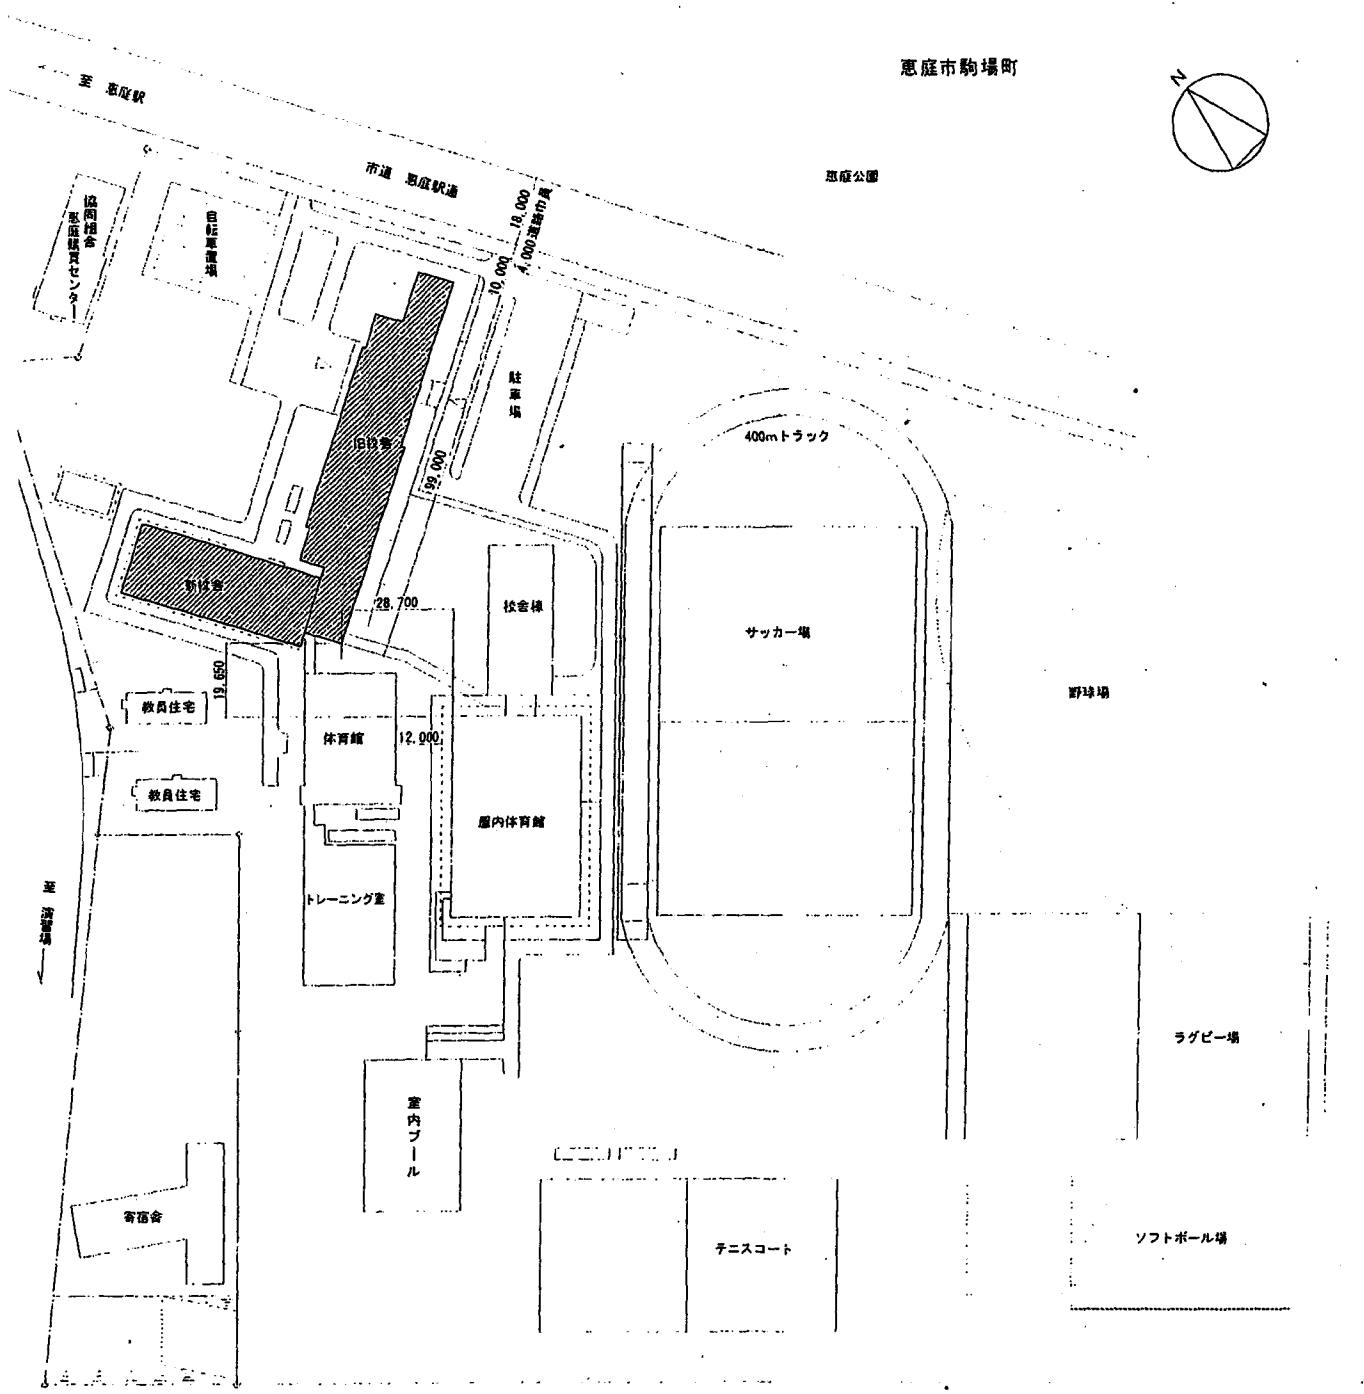 恵庭市駒場町
N
至 恵庭駅
市道 恵庭駅通
恵庭公園
18,000
4,000道路巾員
10,000
協同組合
恵庭購買センター
自転車置場
駐車場
400mトラック
旧校舎
99,000
新校舎
28,700
校舎棟
サッカー場
19,650
野球場
教員住宅
体育館
12,000
教員住宅
屋内体育館
トレーニング室
至 演習場
ラグビー場
室内プール
寄宿舎
テニスコート
ソフトボール場